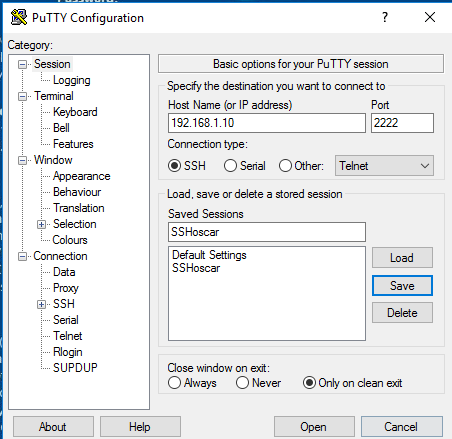 PuTTY Configuration
Category:
Session
Logging
Terminal
Keyboard
Bell
Features
Window
Appearance
Behaviour
Translation
Selection
Colours
Connection
Data
Proxy
SSH
Serial
Telnet
Rlogin
SUPDUP
Basic options for your PuTTY session
Specify the destination you want to connect to
Host Name (or IP address) Port
192.168.1.10 2222
Connection type:
SSH Serial Other: Telnet
Load, save or delete a stored session
Saved Sessions
SSHoscar
Default Settings
SSHoscar
Load
Save
Delete
Close window on exit:
Always Never Only on clean exit
About Help Open Cancel